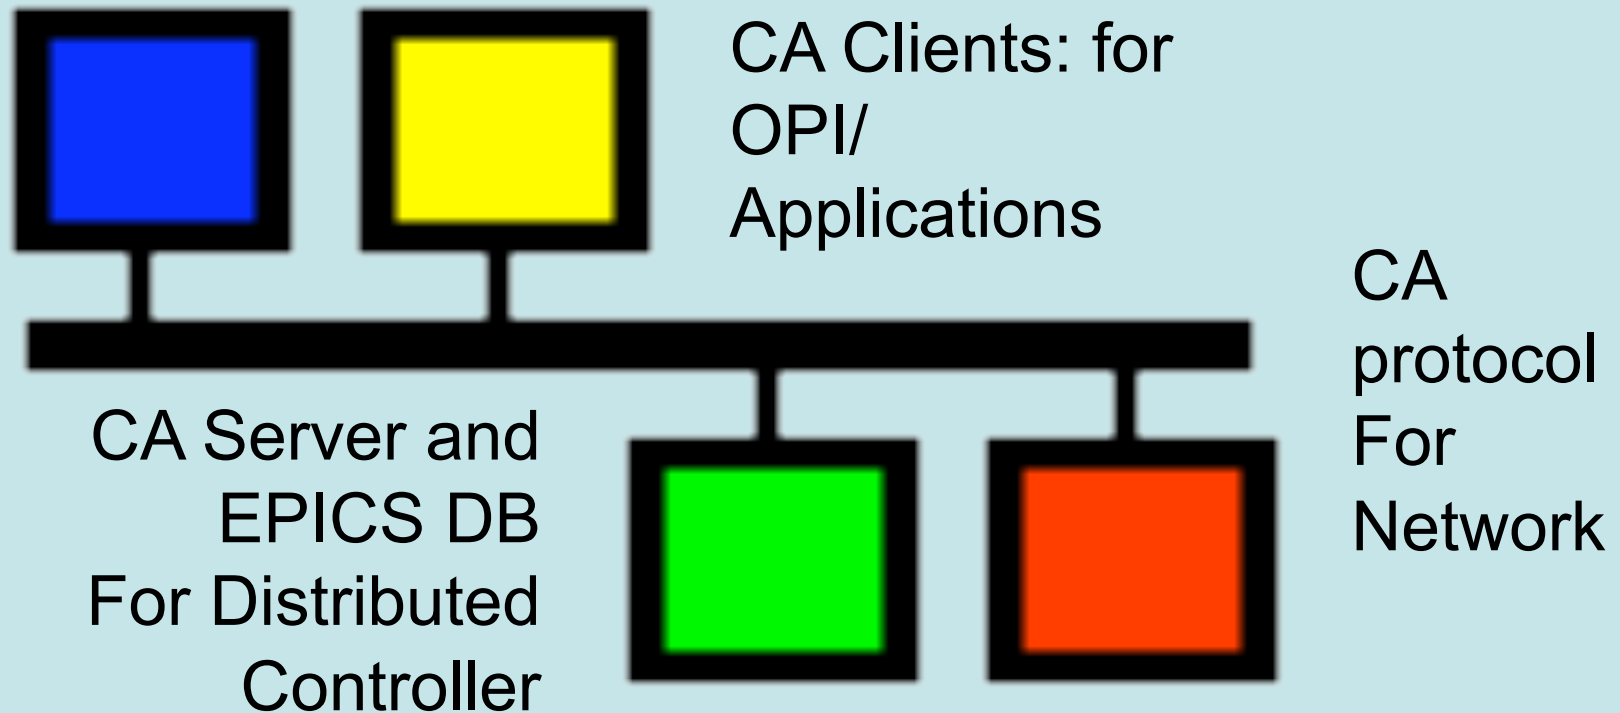 CA Clients: for
OPI/
Applications
CA
protocol
For
Network
CA Server and
EPICS DB
For Distributed
Controller